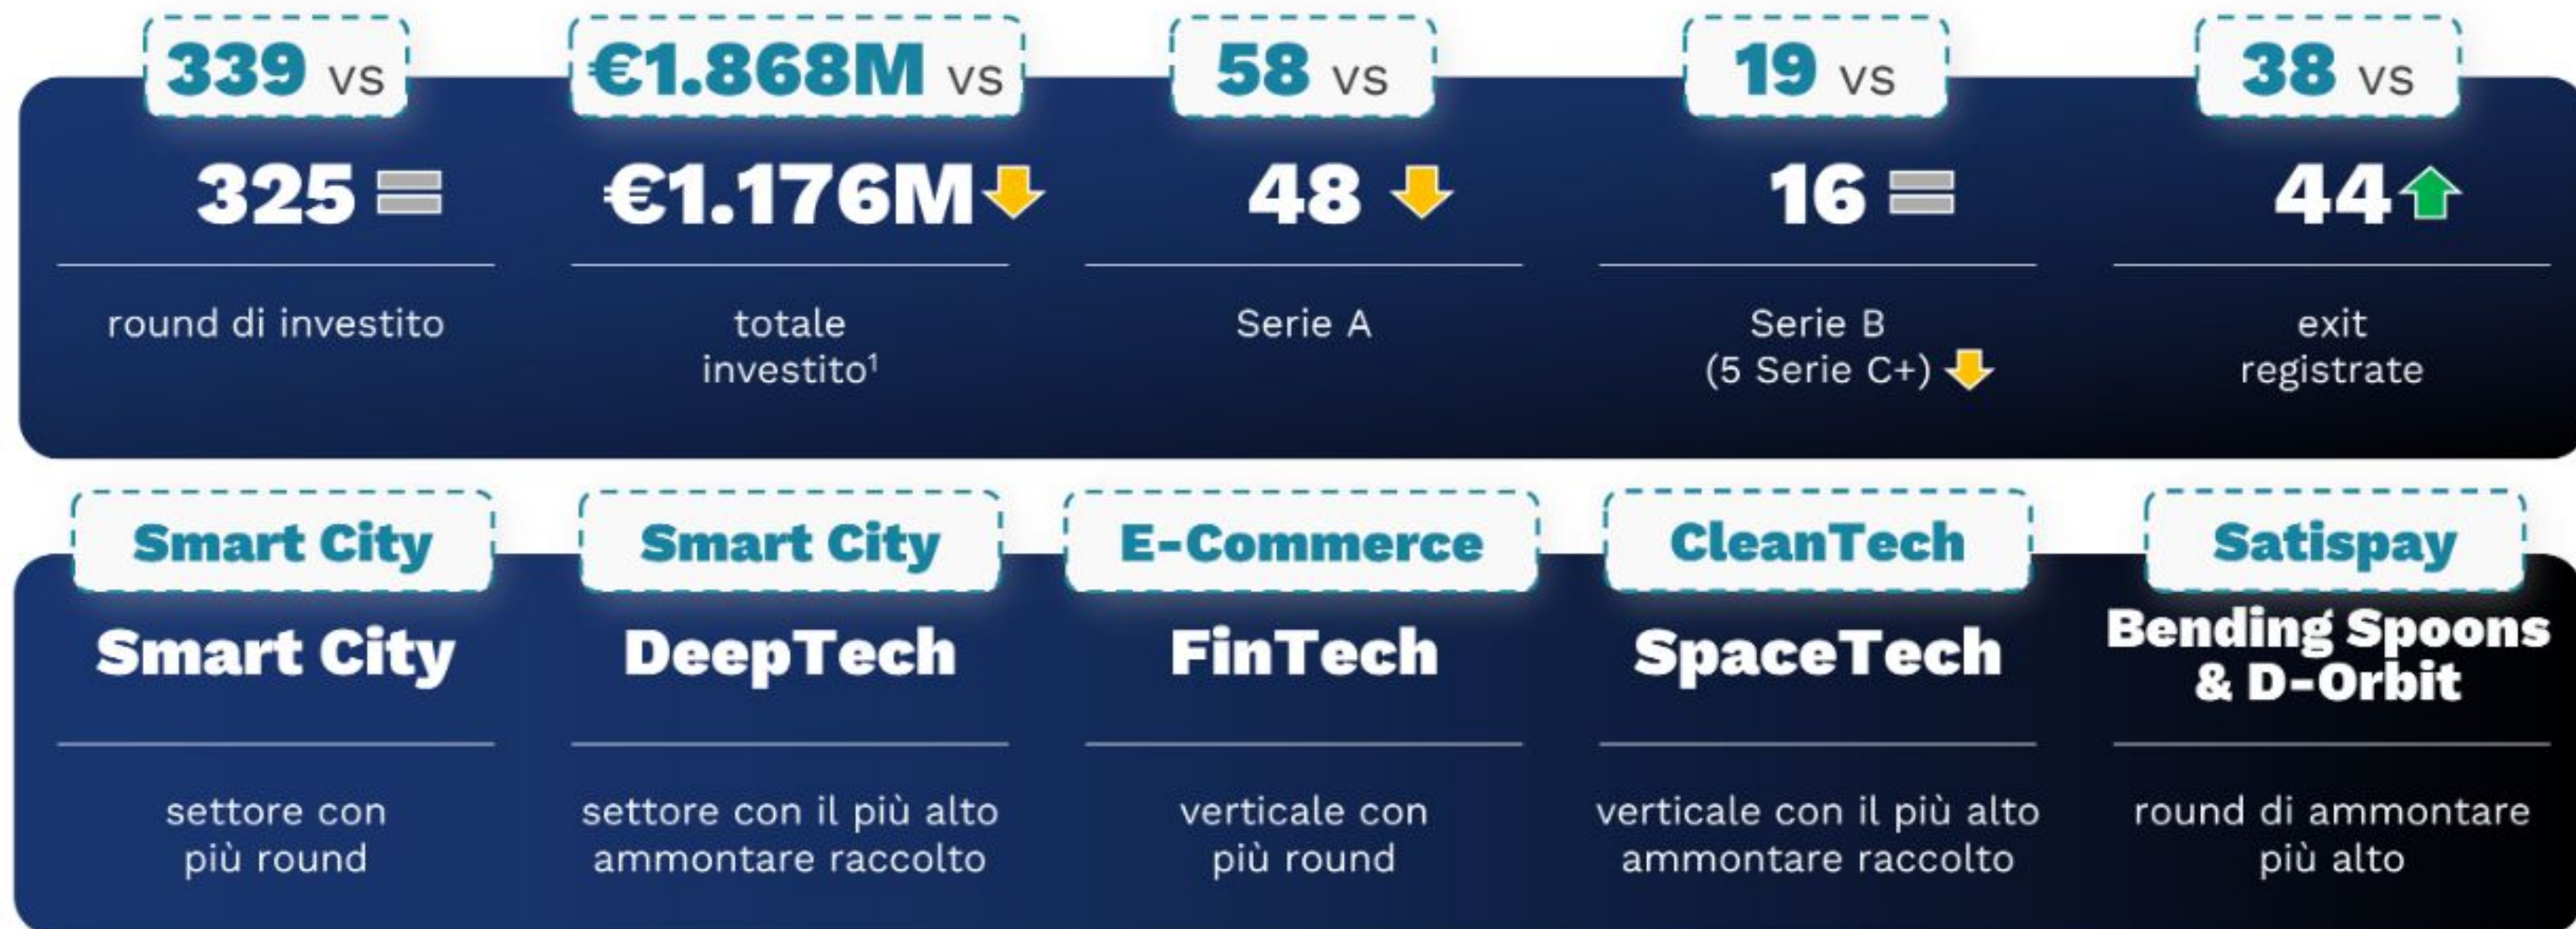 339 vs
€1.868M vs
58 vs
19 vs
38 vs
325
€1.176M
48
16
44
round di investito
totale
investito¹
Serie A
Serie B
(5 Serie C+)
exit
registrate
Smart City
Smart City
E-Commerce
CleanTech
Satispay
Smart City
DeepTech
FinTech
SpaceTech
Bending Spoons
& D-Orbit
settore con
più round
settore con il più alto
ammontare raccolto
verticale con
più round
verticale con il più alto
ammontare raccolto
round di ammontare
più alto